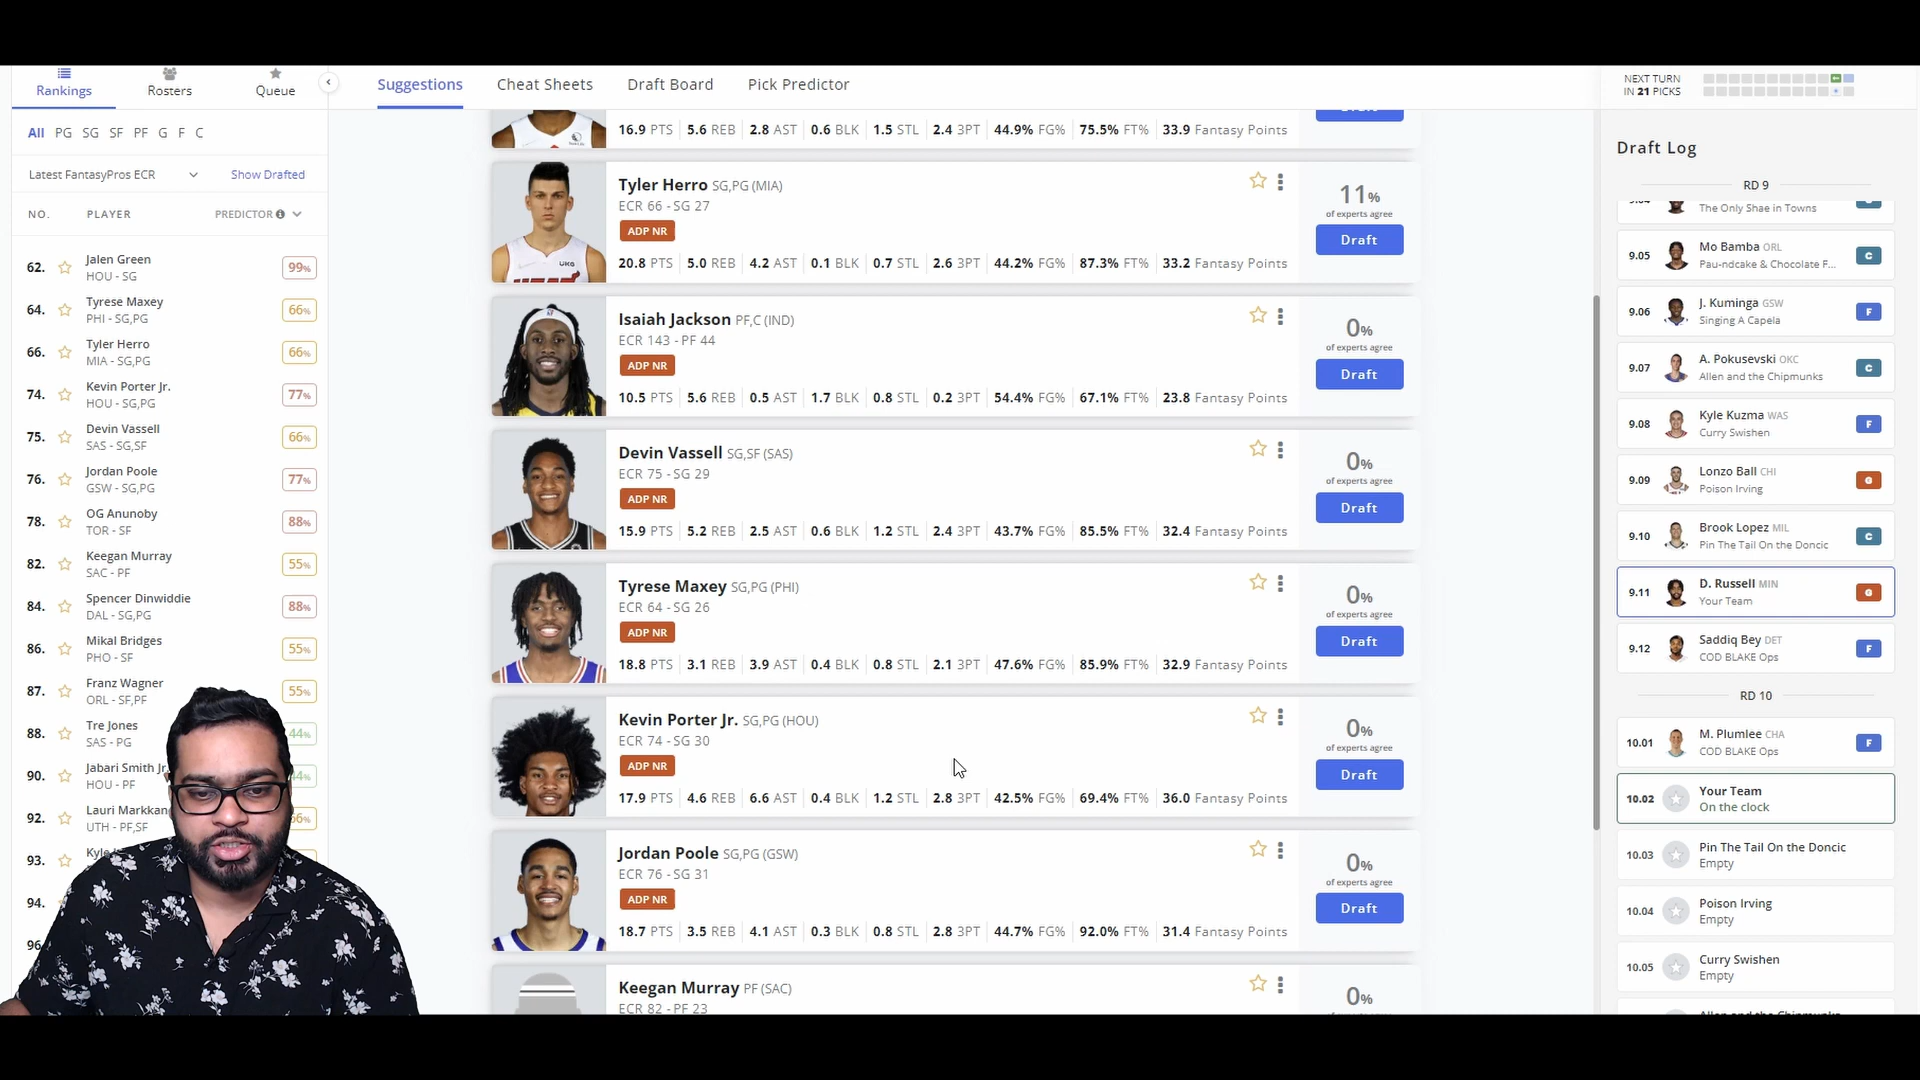 Rankings
Rosters
Queue
Suggestions
Cheat Sheets
Draft Board
Pick Predictor
NEXT TURN
IN 21 PICKS
All PG SG SF PF G F C
Latest FantasyPros ECR
Show Drafted
NO. PLAYER PREDICTOR
62. Jalen Green 99%
HOU - SG
64. Tyrese Maxey 66%
PHI - SG,PG
66. Tyler Herro 66%
MIA - SG,PG
74. Kevin Porter Jr. 77%
HOU - SG,PG
75. Devin Vassell 66%
SAS - SG,SF
76. Jordan Poole 77%
GSW - SG,PG
78. OG Anunoby 88%
TOR - SF
82. Keegan Murray 55%
SAC - PF
84. Spencer Dinwiddie 88%
DAL - SG,PG
86. Mikal Bridges 55%
PHO - SF
87. Franz Wagner 55%
ORL - SF,PF
88. Tre Jones 44%
SAS - PG
90. Jabari Smith Jr.
HOU - PF
92. Lauri
UTH - PF,SF
93.
94.
96
16.9 PTS 5.6 REB 2.8 AST 0.6 BLK 1.5 STL 2.4 3PT 44.9% FG% 75.5% FT% 33.9 Fantasy Points
Tyler Herro SG,PG (MIA)
ECR 66 - SG 27
ADP NR
20.8 PTS 5.0 REB 4.2 AST 0.1 BLK 0.7 STL 2.6 3PT 44.2% FG% 87.3% FT% 33.2 Fantasy Points
11%
of experts agree
Draft
Isaiah Jackson PF,C (IND)
ECR 143 - PF 44
ADP NR
10.5 PTS 5.6 REB 0.5 AST 1.7 BLK 0.8 STL 0.2 3PT 54.4% FG% 67.1% FT% 23.8 Fantasy Points
0%
of experts agree
Draft
Devin Vassell SG,SF (SAS)
ECR 75 - SG 29
ADP NR
15.9 PTS 5.2 REB 2.5 AST 0.6 BLK 1.2 STL 2.4 3PT 43.7% FG% 85.5% FT% 32.4 Fantasy Points
0%
of experts agree
Draft
Tyrese Maxey SG,PG (PHI)
ECR 64 - SG 26
ADP NR
18.8 PTS 3.1 REB 3.9 AST 0.4 BLK 0.8 STL 2.1 3PT 47.6% FG% 85.9% FT% 32.9 Fantasy Points
0%
of experts agree
Draft
Kevin Porter Jr. SG,PG (HOU)
ECR 74 - SG 30
ADP NR
17.9 PTS 4.6 REB 6.6 AST 0.4 BLK 1.2 STL 2.8 3PT 42.5% FG% 69.4% FT% 36.0 Fantasy Points
0%
of experts agree
Draft
Jordan Poole SG,PG (GSW)
ECR 76 - SG 31
ADP NR
18.7 PTS 3.5 REB 4.1 AST 0.3 BLK 0.8 STL 2.8 3PT 44.7% FG% 92.0% FT% 31.4 Fantasy Points
0%
of experts agree
Draft
Keegan Murray PF (SAC)
ECR 82 - PF 23
0%
of experts agree
Draft Log
RD 9
The Only Shae in Towns
9.05 Mo Bamba ORL C
Pau-ndcake & Chocolate F...
9.06 J. Kuminga GSW F
Singing A Capela
9.07 A. Pokusevski OKC C
Allen and the Chipmunks
9.08 Kyle Kuzma WAS F
Curry Swishen
9.09 Lonzo Ball CHI G
Poison Irving
9.10 Brook Lopez MIL C
Pin The Tail On the Doncic
9.11 D. Russell MIN G
Your Team
9.12 Saddiq Bey DET F
COD BLAKE Ops
RD 10
10.01 M. Plumlee CHA F
COD BLAKE Ops
10.02 Your Team
On the clock
10.03 Pin The Tail On the Doncic
Empty
10.04 Poison Irving
Empty
10.05 Curry Swishen
Empty
Allen and the Chipmunks